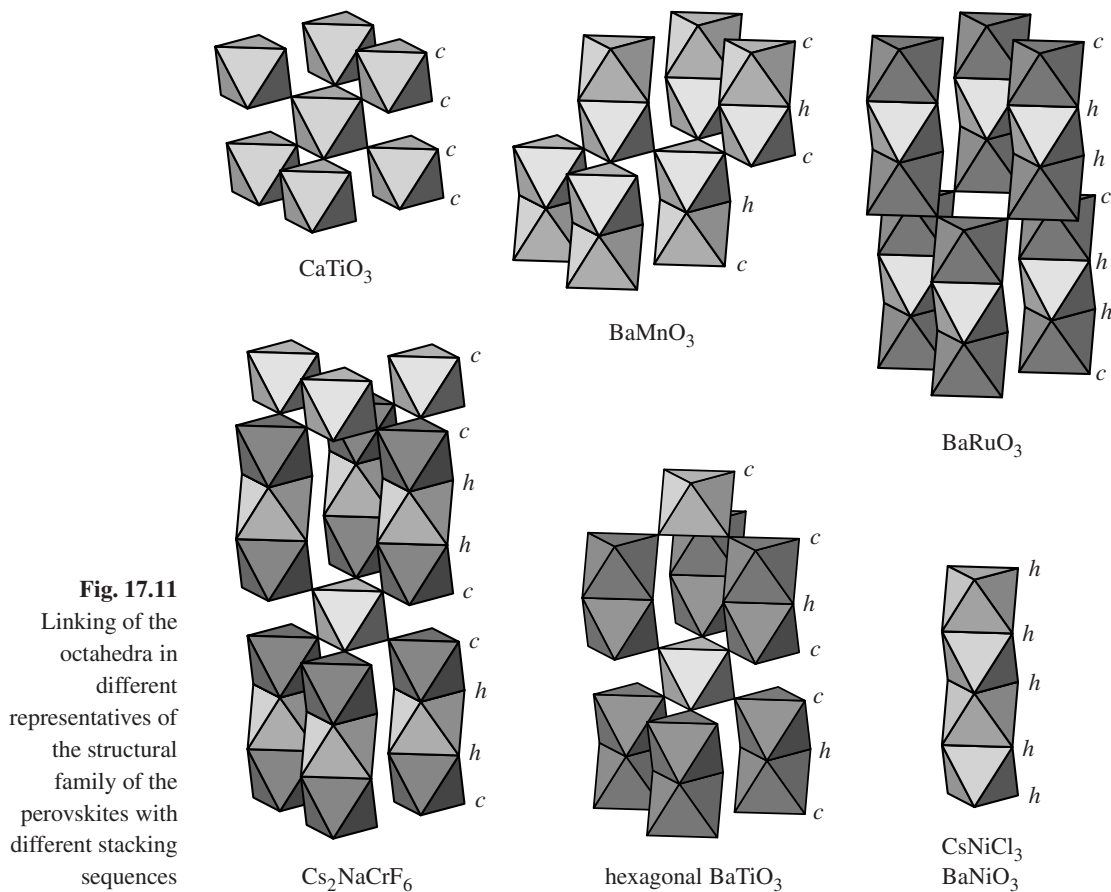 c
c
c
c
CaTiO3
c
h
c
h
c
BaMnO3
c
h
h
c
h
h
c
BaRuO3
Fig. 17.11
Linking of the
octahedra in
different
representatives of
the structural
family of the
perovskites with
different stacking
sequences
c
h
h
c
c
h
h
c
Cs2NaCrF6
c
c
h
c
c
h
c
hexagonal BaTiO3
h
h
h
h
h
CsNiCl3
BaNiO3